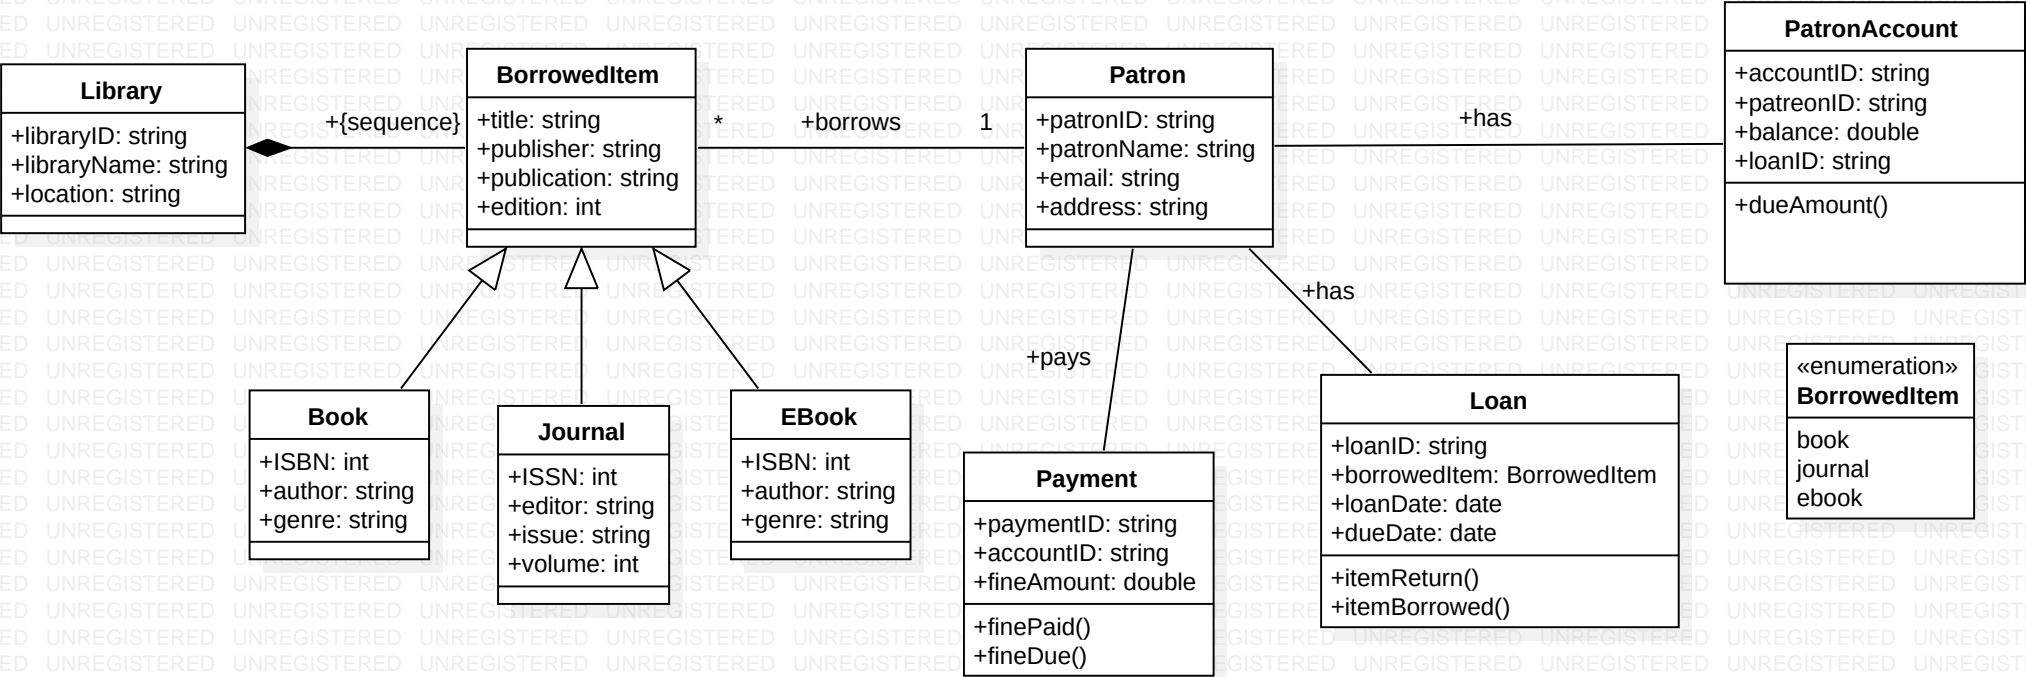 Library
+libraryID: string
+libraryName: string
+location: string
+{sequence}
BorrowedItem
+title: string
+publisher: string
+publication: string
+edition: int
*
+borrows
1
Patron
+patronID: string
+patronName: string
+email: string
+address: string
+has
PatronAccount
+accountID: string
+patreonID: string
+balance: double
+loanID: string
+dueAmount()
Book
+ISBN: int
+author: string
+genre: string
Journal
+ISSN: int
+editor: string
+issue: string
+volume: int
EBook
+ISBN: int
+author: string
+genre: string
+pays
+has
Payment
+paymentID: string
+accountID: string
+fineAmount: double
+finePaid()
+fineDue()
Loan
+loanID: string
+borrowedItem: BorrowedItem
+loanDate: date
+dueDate: date
+itemReturn()
+itemBorrowed()
«enumeration»
BorrowedItem
book
journal
ebook
UNREGISTERED